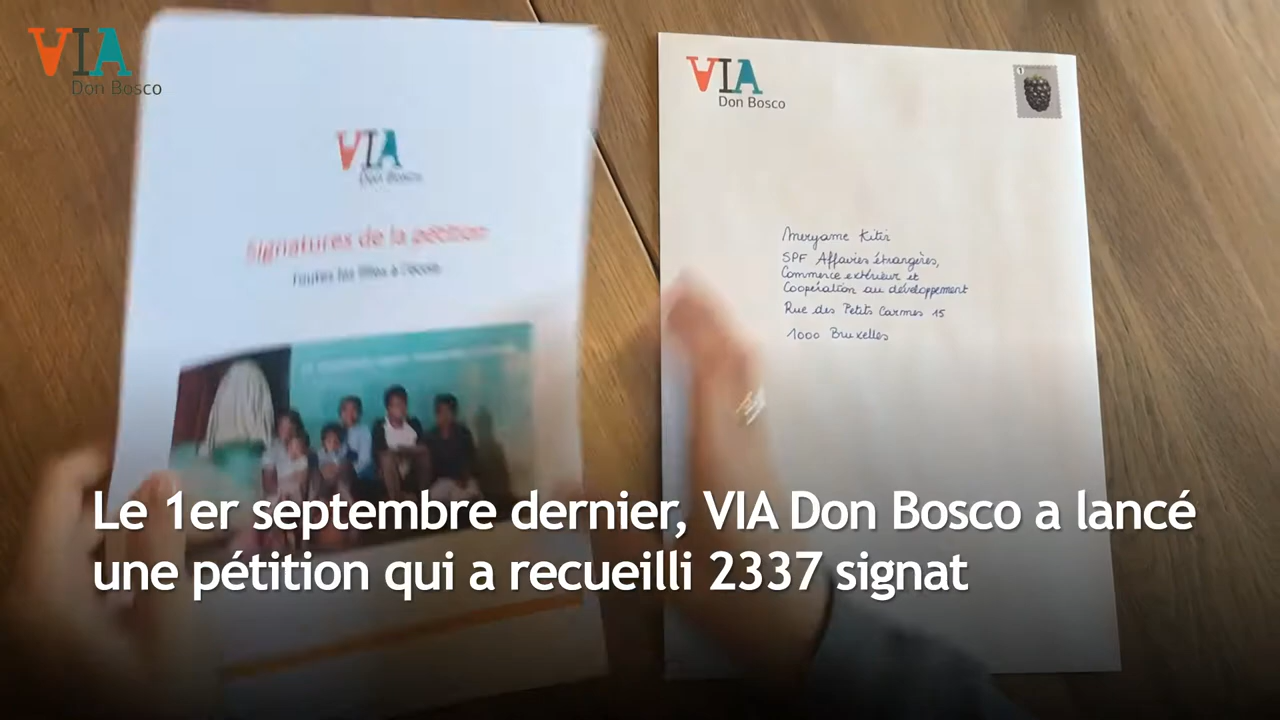 VIA
Don Bosco
VIA
Don Bosco
Signatures de la pétition
Toutes les filles à l'école
VIA
Don Bosco
1
Meryame Kitir
SPF Affaires étrangères,
Commerce extérieur et
Coopération au développement
Rue des Petits Carmes 15
1000 Bruxelles
Le 1er septembre dernier, VIA Don Bosco a lancé
une pétition qui a recueilli 2337 signat